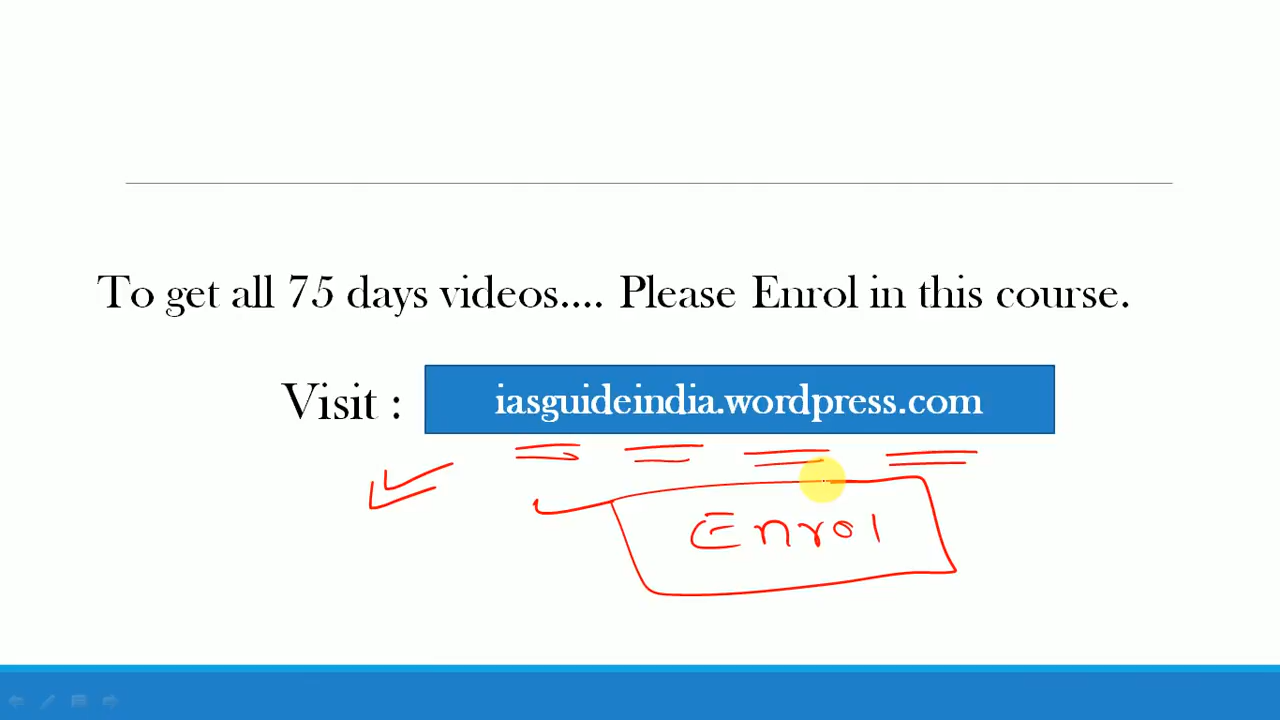 To get all 75 days videos.... Please Enrol in this course.
Visit : iasguideindia.wordpress.com
Enrol